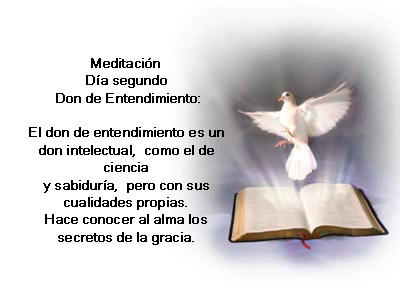 Meditación
Día segundo
Don de Entendimiento:
El don de entendimiento es un
don intelectual, como el de
ciencia
y sabiduría, pero con sus
cualidades propias.
Hace conocer al alma los
secretos de la gracia.